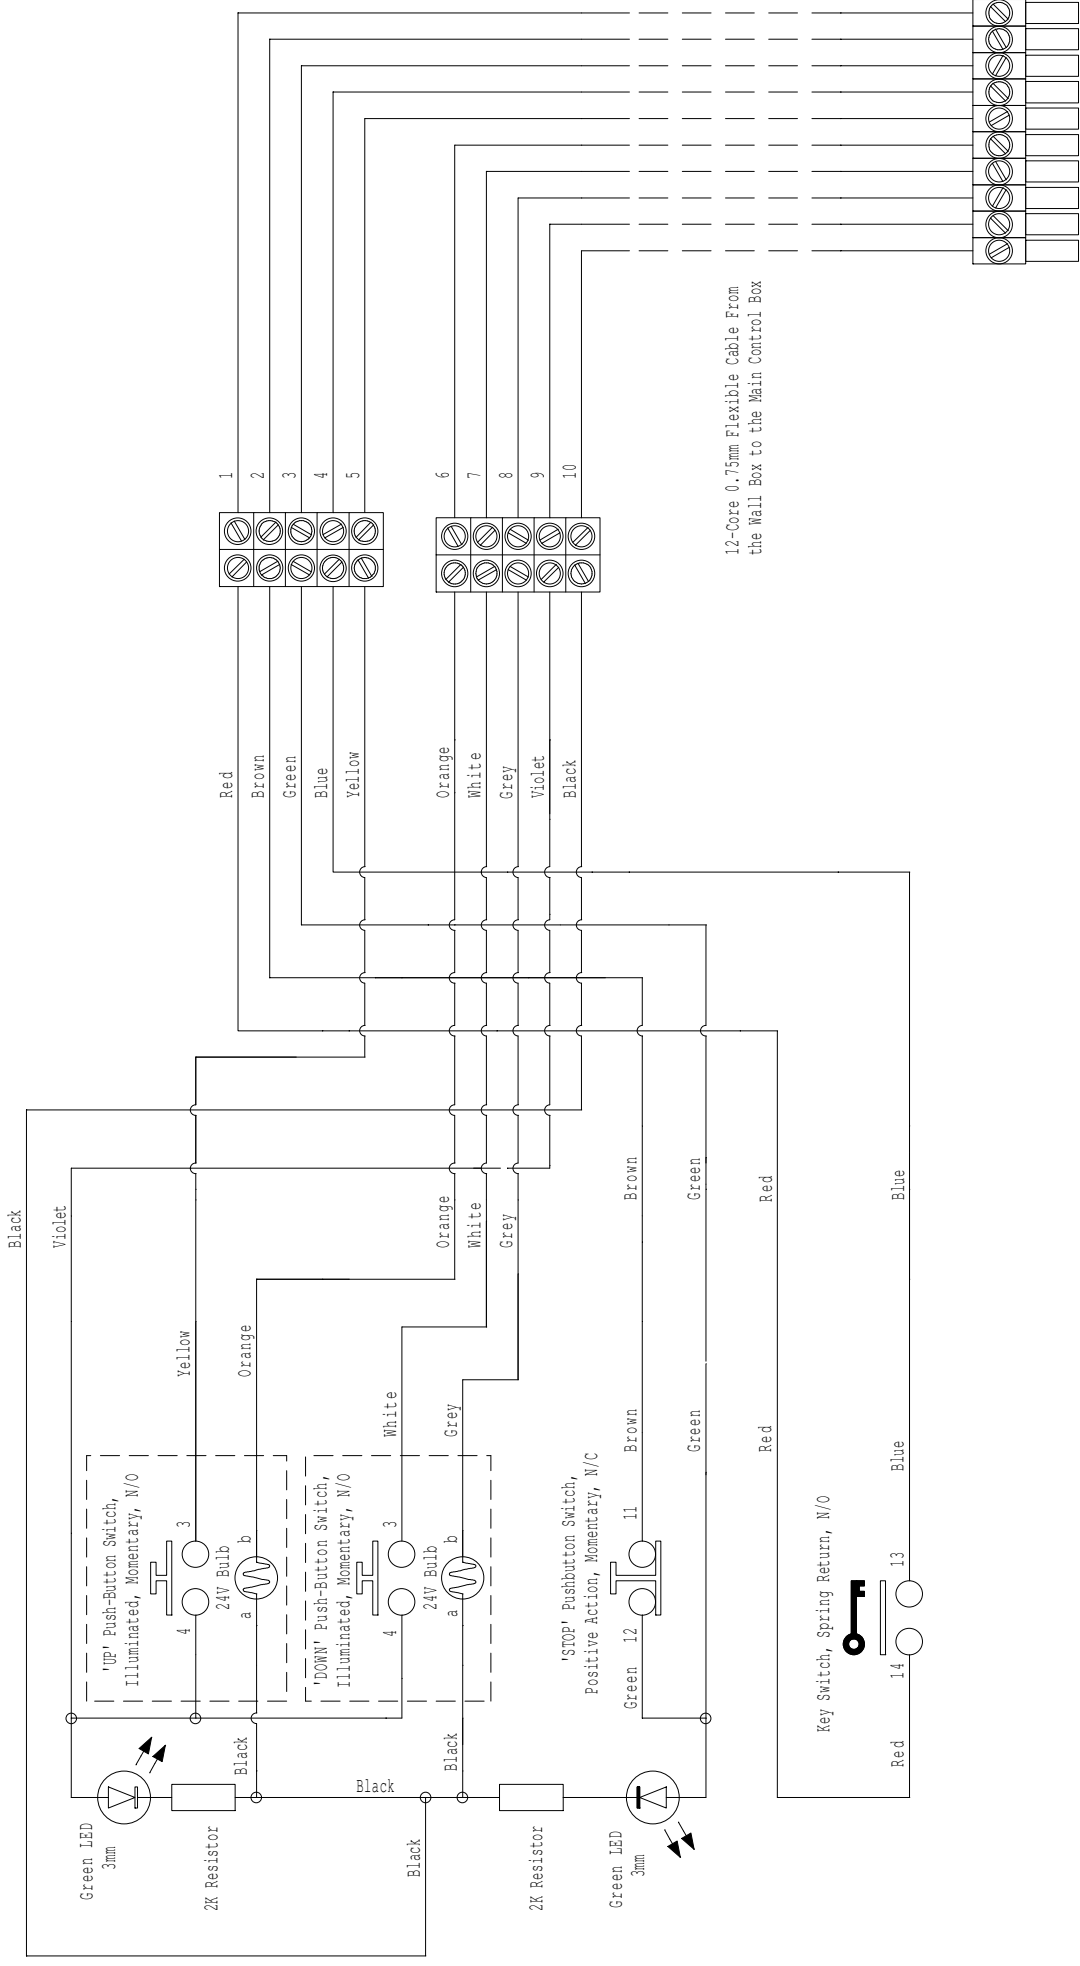 1
2
3
4
5
6
7
8
9
10
12-Core 0.75mm Flexible Cable From
the Wall Box to the Main Control Box
Red
Brown
Green
Blue
Yellow
Orange
White
Grey
Violet
Black
Black
Violet
Orange
White
Grey
Brown
Green
Red
Blue
Yellow
Orange
White
Grey
Brown
Green
Red
Blue
'UP' Push-Button Switch,
Illuminated, Momentary, N/O
3
4
24V Bulb
b
a
'DOWN' Push-Button Switch,
Illuminated, Momentary, N/O
3
4
24V Bulb
b
a
'STOP' Pushbutton Switch,
Positive Action, Momentary, N/C
11
12
Green
Key Switch, Spring Return, N/O
13
14
Red
Black
Black
Black
Black
Green LED
3mm
2K Resistor
2K Resistor
Green LED
3mm